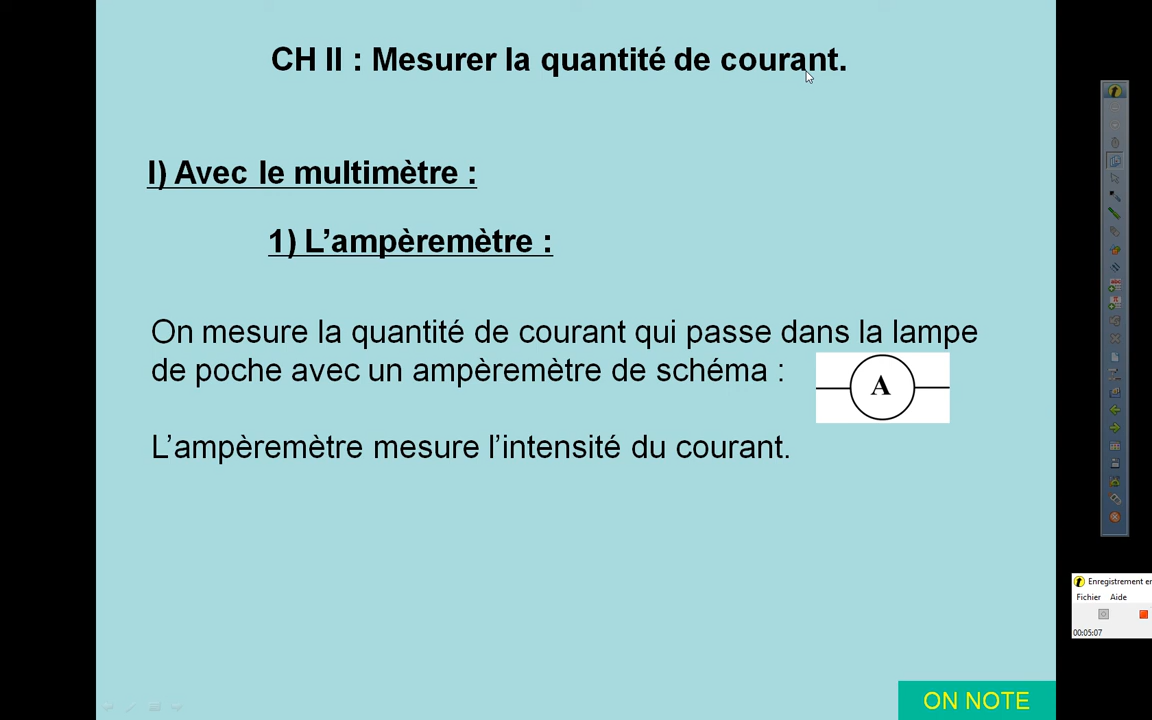 CH II : Mesurer la quantité de courant.
I) Avec le multimètre :
1) L’ampèremètre :
On mesure la quantité de courant qui passe dans la lampe
de poche avec un ampèremètre de schéma :
A
L’ampèremètre mesure l’intensité du courant.
Enregistrement en
Fichier Aide
00:05:07
ON NOTE